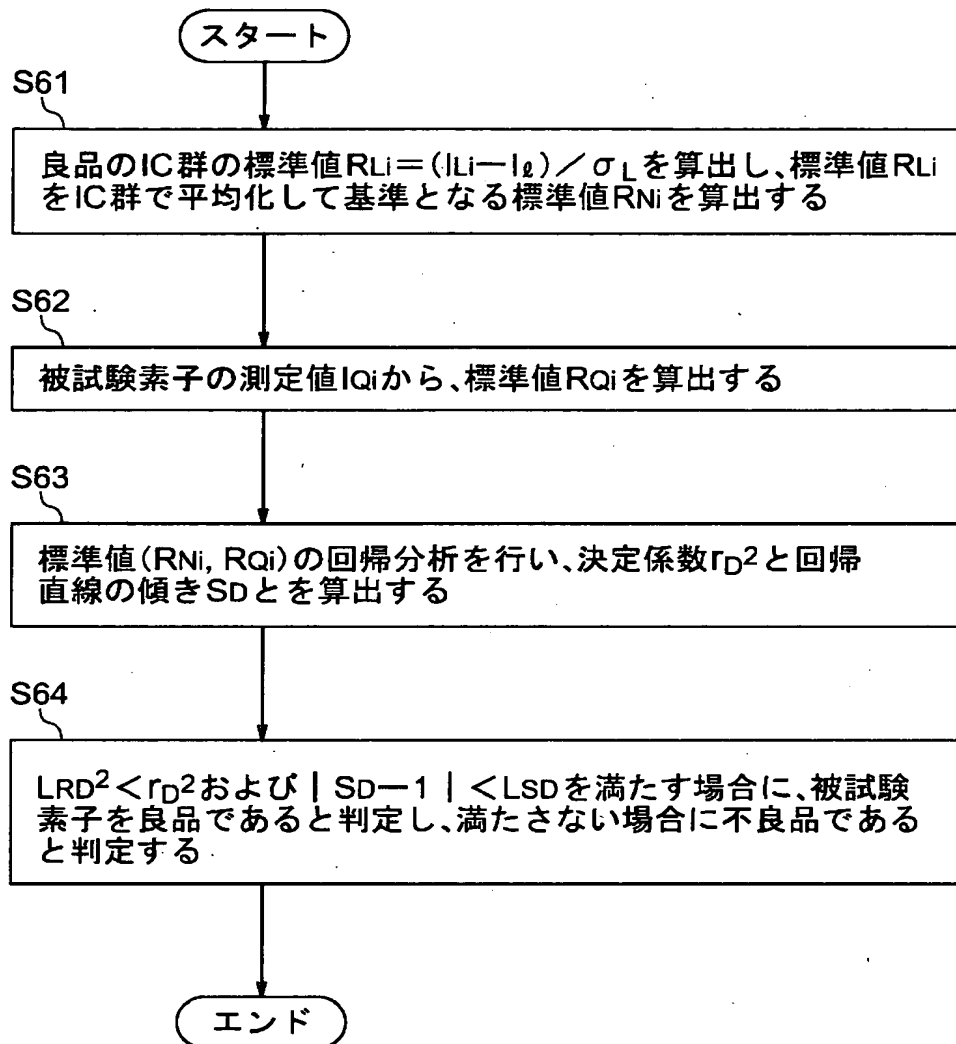 スタート
S61
良品のIC群の標準値RLi=(ILi−Iℓ)/σLを算出し、標準値RLi
をIC群で平均化して基準となる標準値RNiを算出する
S62
被試験素子の測定値IQiから、標準値RQiを算出する
S63
標準値(RNi, RQi)の回帰分析を行い、決定係数rD²と回帰
直線の傾きSDとを算出する
S64
LRD²<rD²および|SD−1|<LSDを満たす場合に、被試験
素子を良品であると判定し、満たさない場合に不良品である
と判定する
エンド